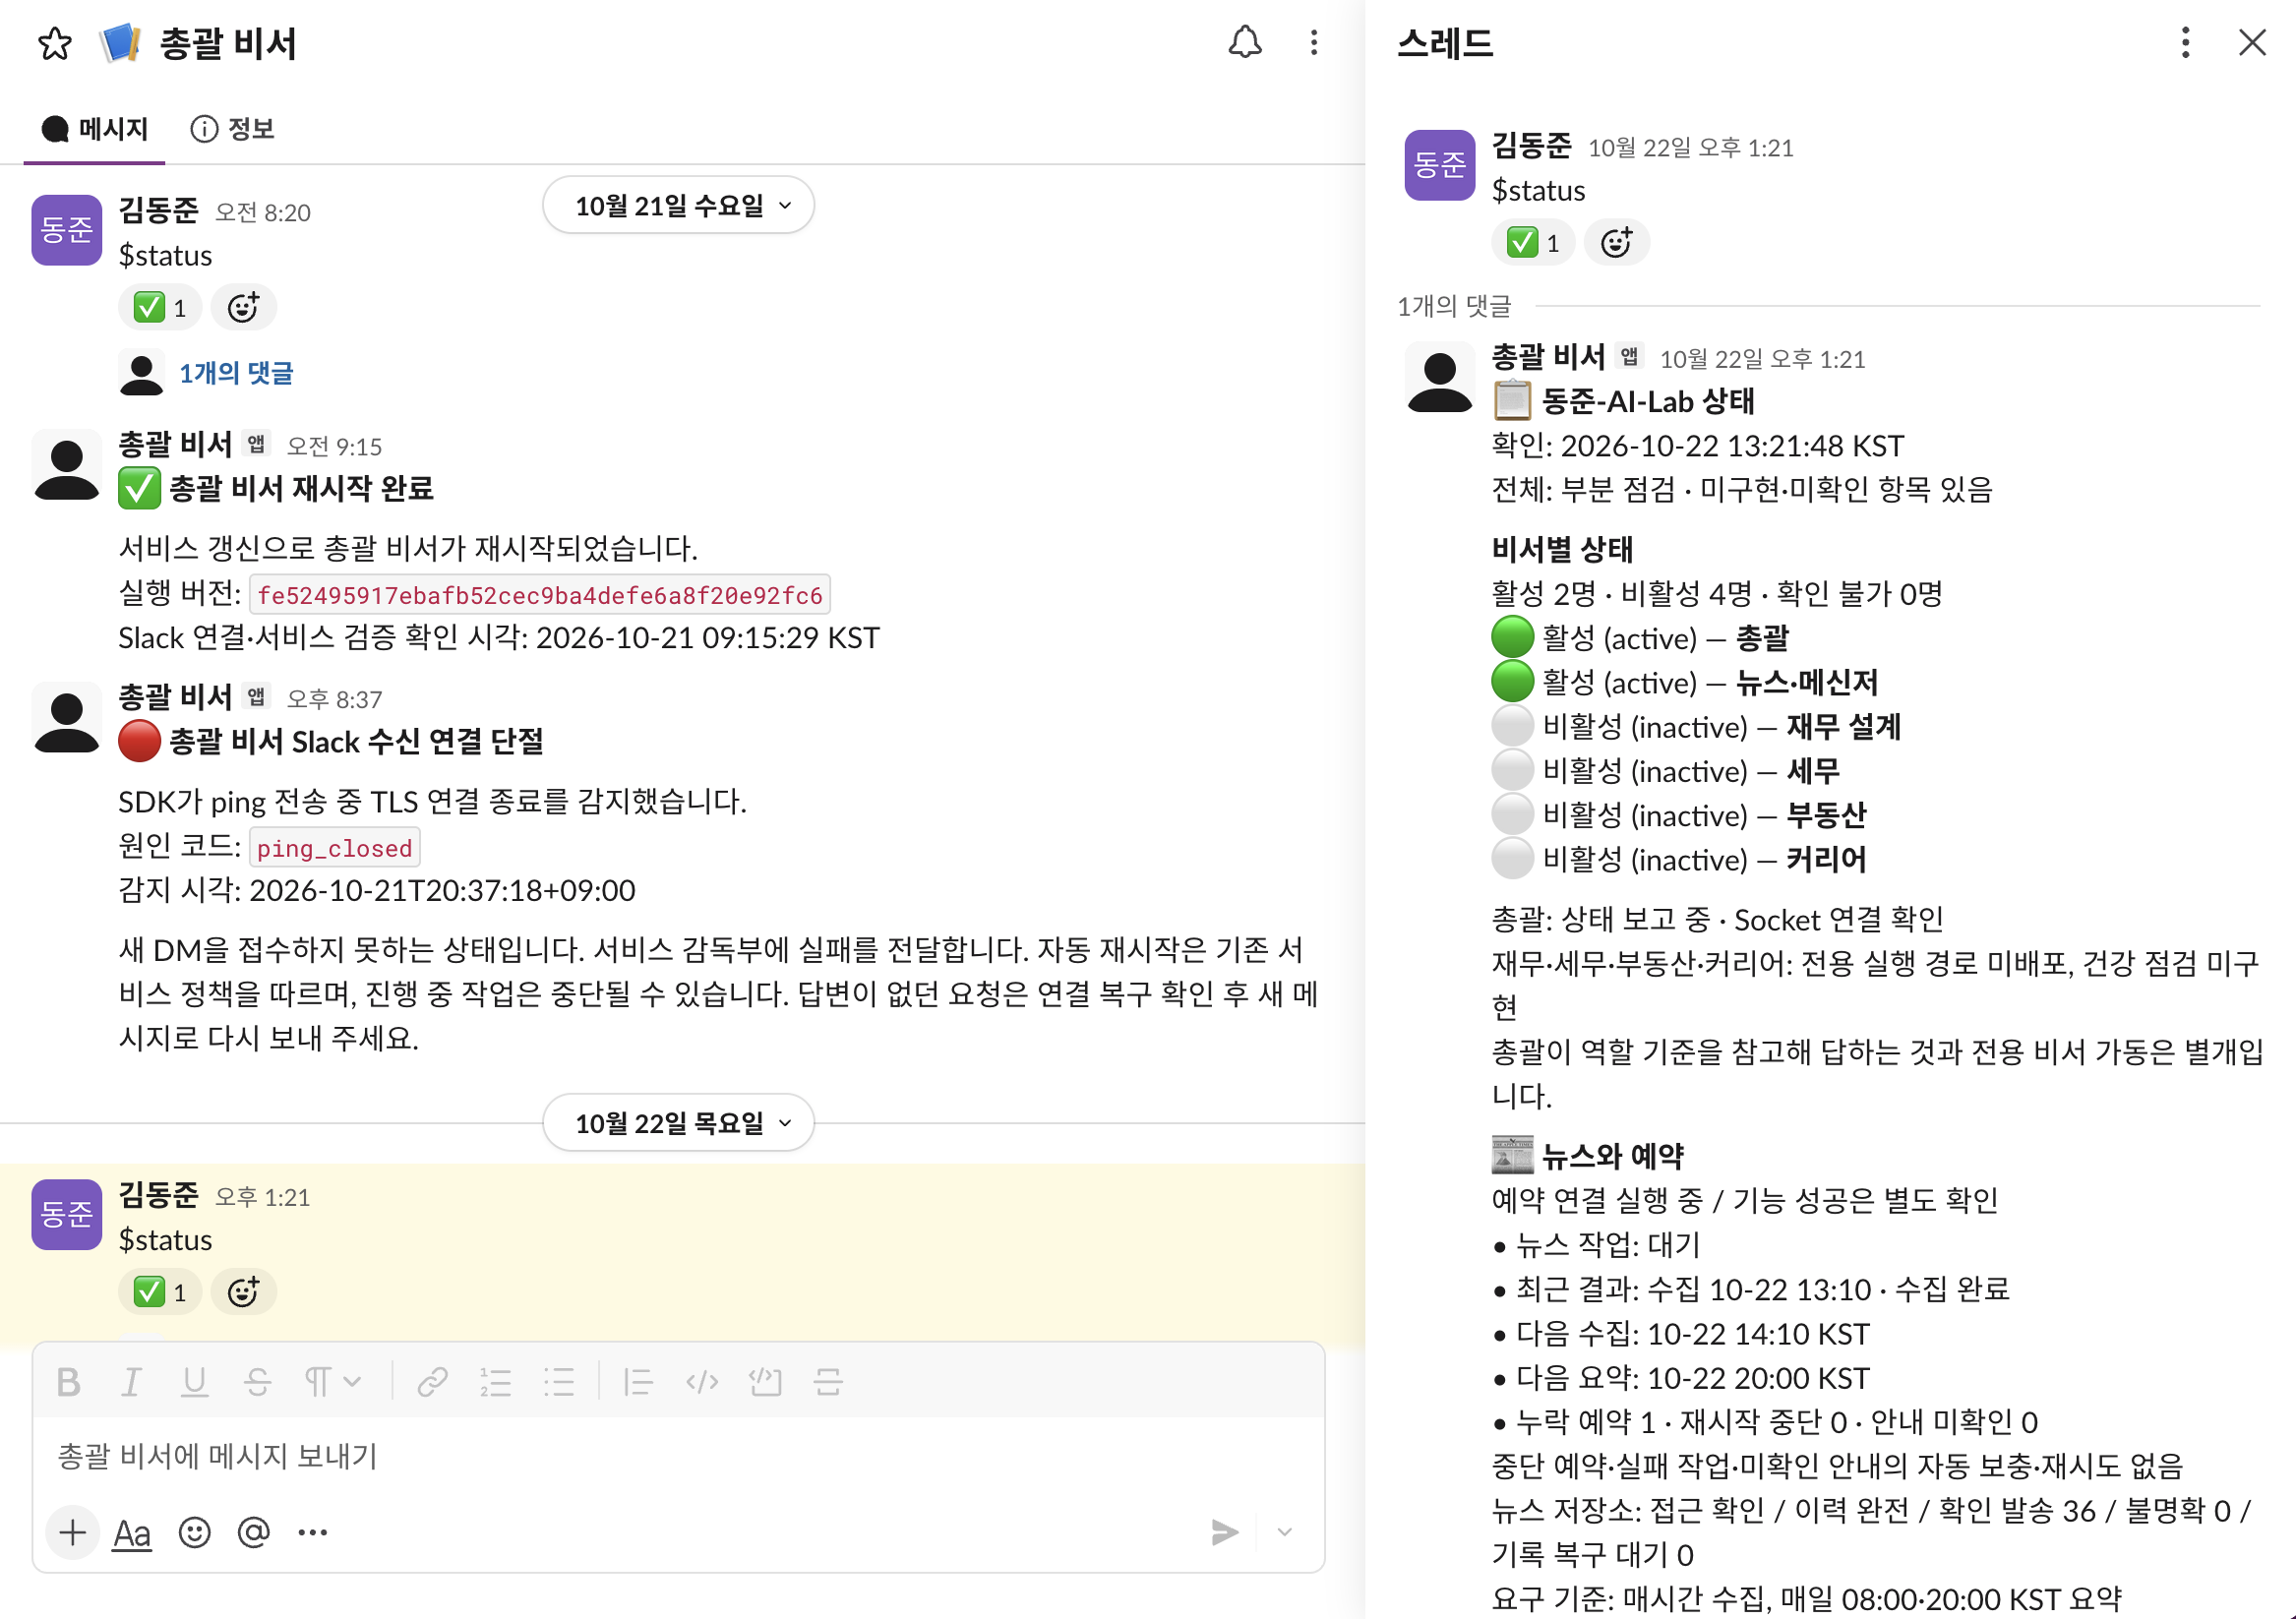 총괄 비서
메시지
정보
10월 21일 수요일
동준
김동준 오전 8:20
$status
1
1개의 댓글
총괄 비서 앱 오전 9:15
총괄 비서 재시작 완료
서비스 갱신으로 총괄 비서가 재시작되었습니다.
실행 버전: fe52495917ebafb52cec9ba4defe6a8f20e92fc6
Slack 연결·서비스 검증 확인 시각: 2026-10-21 09:15:29 KST
총괄 비서 앱 오후 8:37
총괄 비서 Slack 수신 연결 단절
SDK가 ping 전송 중 TLS 연결 종료를 감지했습니다.
원인 코드: ping_closed
감지 시각: 2026-10-21T20:37:18+09:00
새 DM을 접수하지 못하는 상태입니다. 서비스 감독부에 실패를 전달합니다. 자동 재시작은 기존 서
비스 정책을 따르며, 진행 중 작업은 중단될 수 있습니다. 답변이 없던 요청은 연결 복구 확인 후 새 메
시지로 다시 보내 주세요.
10월 22일 목요일
동준
김동준 오후 1:21
$status
1
총괄 비서에 메시지 보내기
Aa
스레드
동준
김동준 10월 22일 오후 1:21
$status
1
1개의 댓글
총괄 비서 앱 10월 22일 오후 1:21
동준-AI-Lab 상태
확인: 2026-10-22 13:21:48 KST
전체: 부분 점검 · 미구현·미확인 항목 있음
비서별 상태
활성 2명 · 비활성 4명 · 확인 불가 0명
활성 (active) — 총괄
활성 (active) — 뉴스·메신저
비활성 (inactive) — 재무 설계
비활성 (inactive) — 세무
비활성 (inactive) — 부동산
비활성 (inactive) — 커리어
총괄: 상태 보고 중 · Socket 연결 확인
재무·세무·부동산·커리어: 전용 실행 경로 미배포, 건강 점검 미구
현
총괄이 역할 기준을 참고해 답하는 것과 전용 비서 가동은 별개입
니다.
뉴스와 예약
예약 연결 실행 중 / 기능 성공은 별도 확인
• 뉴스 작업: 대기
• 최근 결과: 수집 10-22 13:10 · 수집 완료
• 다음 수집: 10-22 14:10 KST
• 다음 요약: 10-22 20:00 KST
• 누락 예약 1 · 재시작 중단 0 · 안내 미확인 0
중단 예약·실패 작업·미확인 안내의 자동 보충·재시도 없음
뉴스 저장소: 접근 확인 / 이력 완전 / 확인 발송 36 / 불명확 0 /
기록 복구 대기 0
요구 기준: 매시간 수집, 매일 08:00·20:00 KST 요약